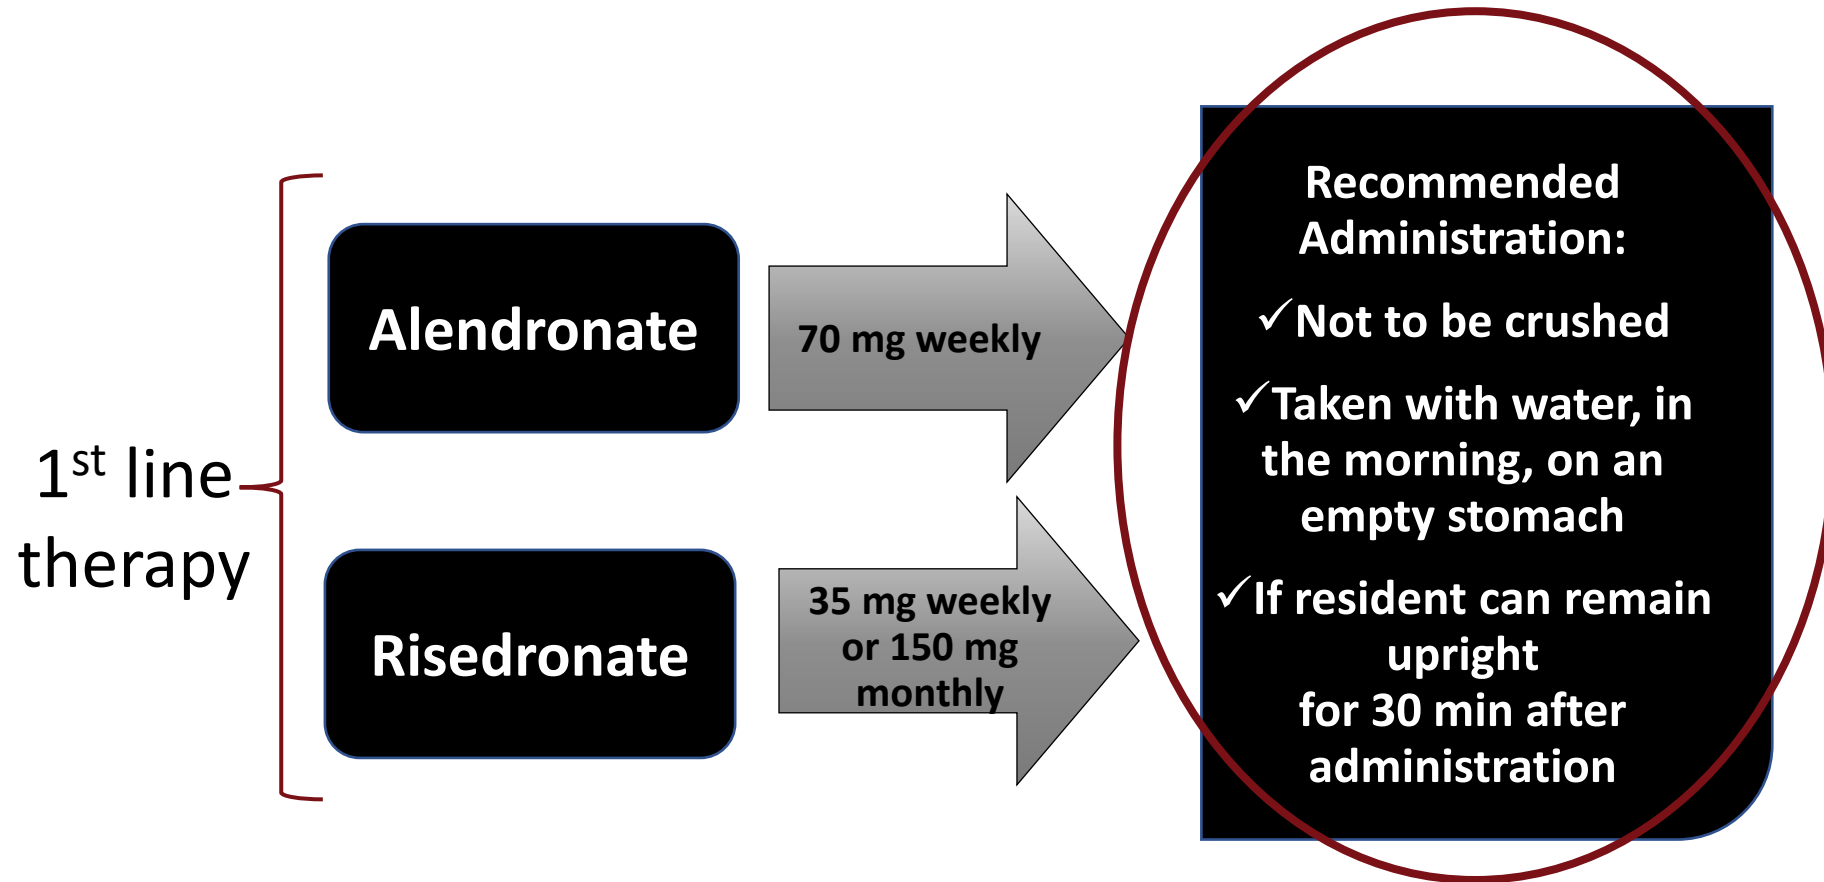 1st line
therapy
Alendronate
70 mg weekly
Risedronate
35 mg weekly
or 150 mg
monthly
Recommended
Administration:
✓Not to be crushed
✓Taken with water, in
the morning, on an
empty stomach
✓If resident can remain
upright
for 30 min after
administration